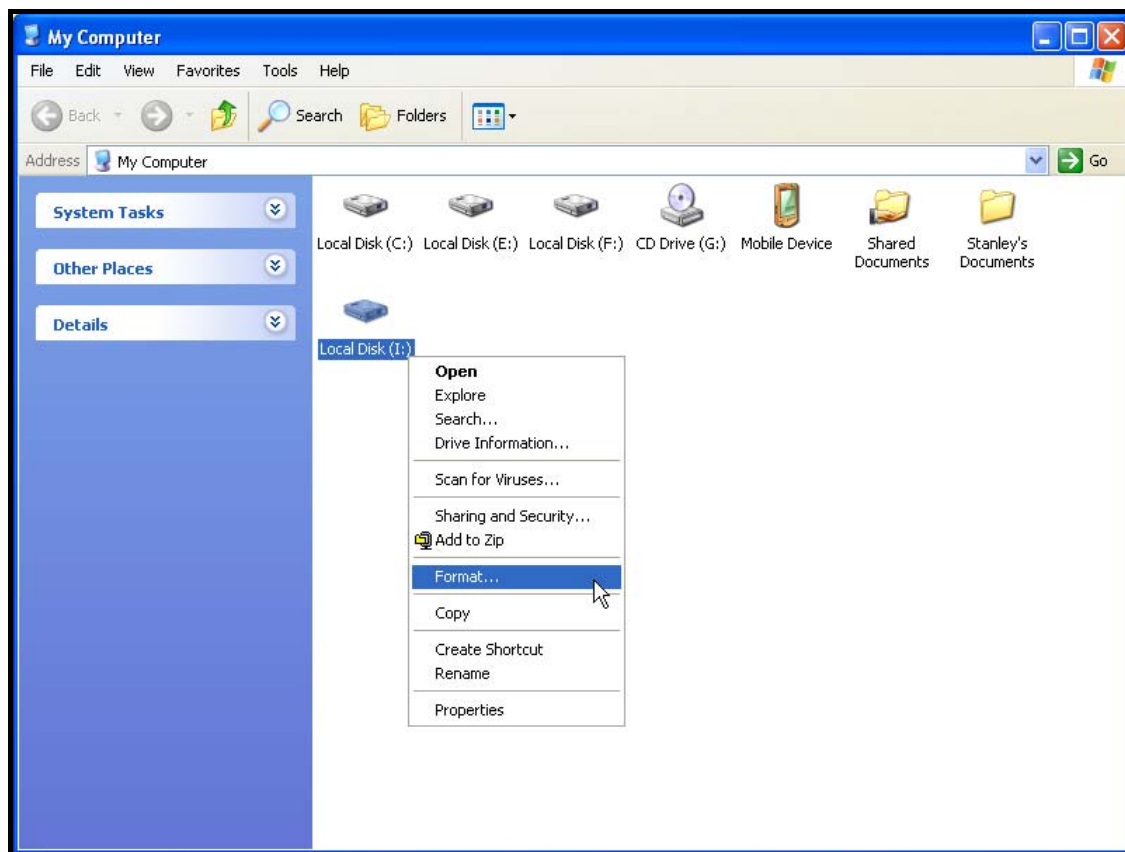 My Computer
File Edit View Favorites Tools Help
Back Search Folders
Address My Computer Go
System Tasks
Other Places
Details
Local Disk (C:) Local Disk (E:) Local Disk (F:) CD Drive (G:) Mobile Device Shared Documents Stanley's Documents
Local Disk (I:)
Open
Explore
Search...
Drive Information...
Scan for Viruses...
Sharing and Security...
Add to Zip
Format...
Copy
Create Shortcut
Rename
Properties